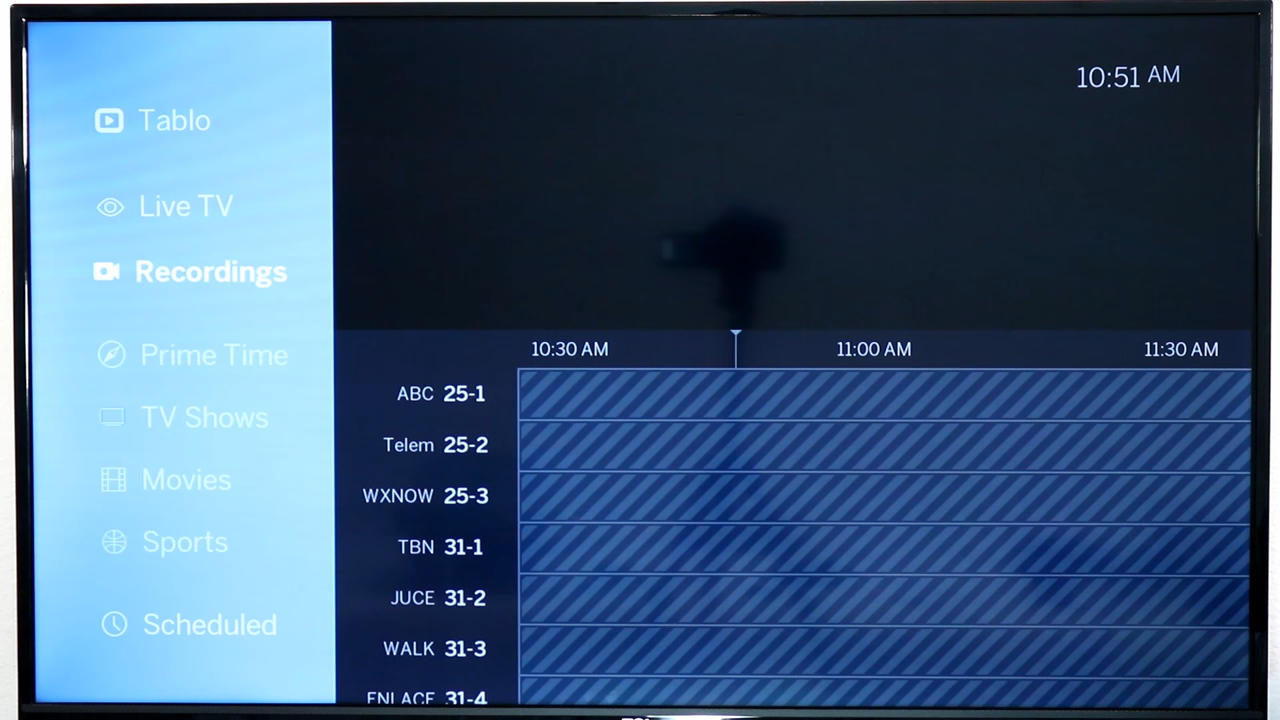 Tablo
Live TV
Recordings
Prime Time
TV Shows
Movies
Sports
Scheduled
10:51 AM
10:30 AM 11:00 AM 11:30 AM
ABC 25-1
Telem 25-2
WXNOW 25-3
TBN 31-1
JUCE 31-2
WALK 31-3
ENLACE 31-4